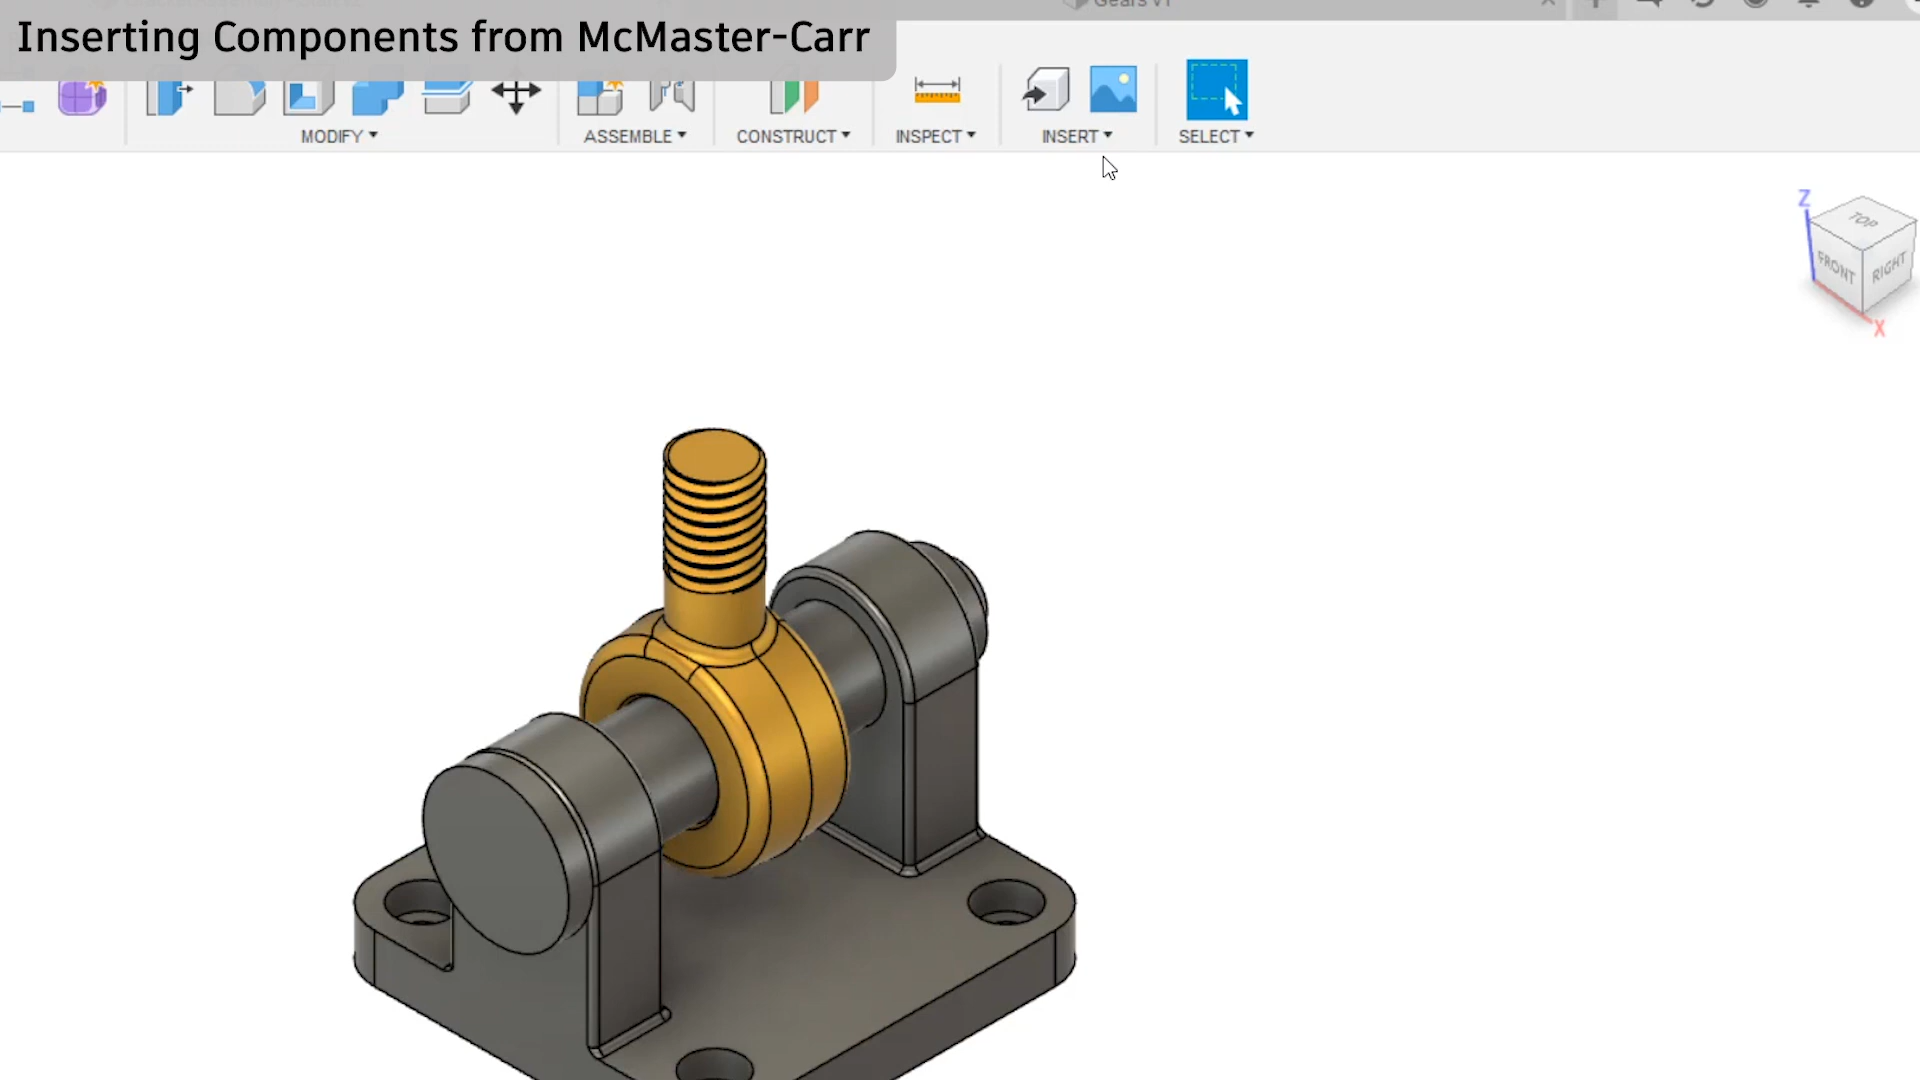 Gears v1
Inserting Components from McMaster-Carr
MODIFY
ASSEMBLE
CONSTRUCT
INSPECT
INSERT
SELECT
Z
TOP
FRONT
RIGHT
X